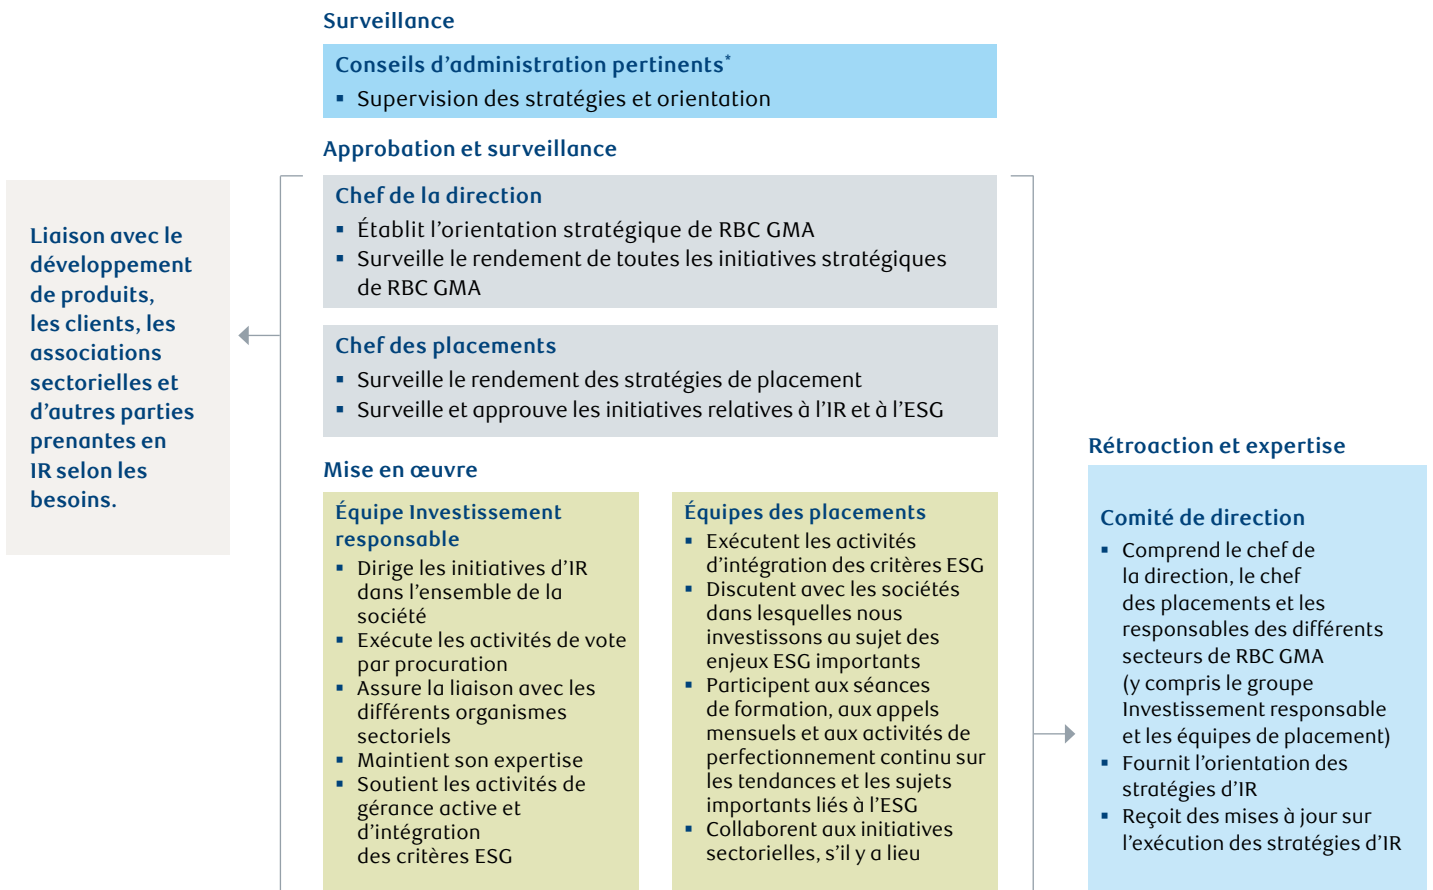 Surveillance
Conseils d'administration pertinents*
▪ Supervision des stratégies et orientation
Approbation et surveillance
Chef de la direction
▪ Établit l'orientation stratégique de RBC GMA
▪ Surveille le rendement de toutes les initiatives stratégiques
de RBC GMA
Chef des placements
▪ Surveille le rendement des stratégies de placement
▪ Surveille et approuve les initiatives relatives à l'IR et à l'ESG
Liaison avec le
développement
de produits,
les clients, les
associations
sectorielles et
d'autres parties
prenantes en
IR selon les
besoins.
Mise en œuvre
Équipe Investissement
responsable
▪ Dirige les initiatives d'IR
dans l'ensemble de la
société
▪ Exécute les activités de vote
par procuration
▪ Assure la liaison avec les
différents organismes
sectoriels
▪ Maintient son expertise
▪ Soutient les activités de
gérance active et
d'intégration
des critères ESG
Équipes des placements
▪ Exécutent les activités
d'intégration des critères ESG
▪ Discutent avec les sociétés
dans lesquelles nous
investissons au sujet des
enjeux ESG importants
▪ Participent aux séances
de formation, aux appels
mensuels et aux activités de
perfectionnement continu sur
les tendances et les sujets
importants liés à l'ESG
▪ Collaborent aux initiatives
sectorielles, s'il y a lieu
Rétroaction et expertise
Comité de direction
▪ Comprend le chef de
la direction, le chef
des placements et les
responsables des différents
secteurs de RBC GMA
(y compris le groupe
Investissement responsable
et les équipes de placement)
▪ Fournit l'orientation des
stratégies d'IR
▪ Reçoit des mises à jour sur
l'exécution des stratégies d'IR